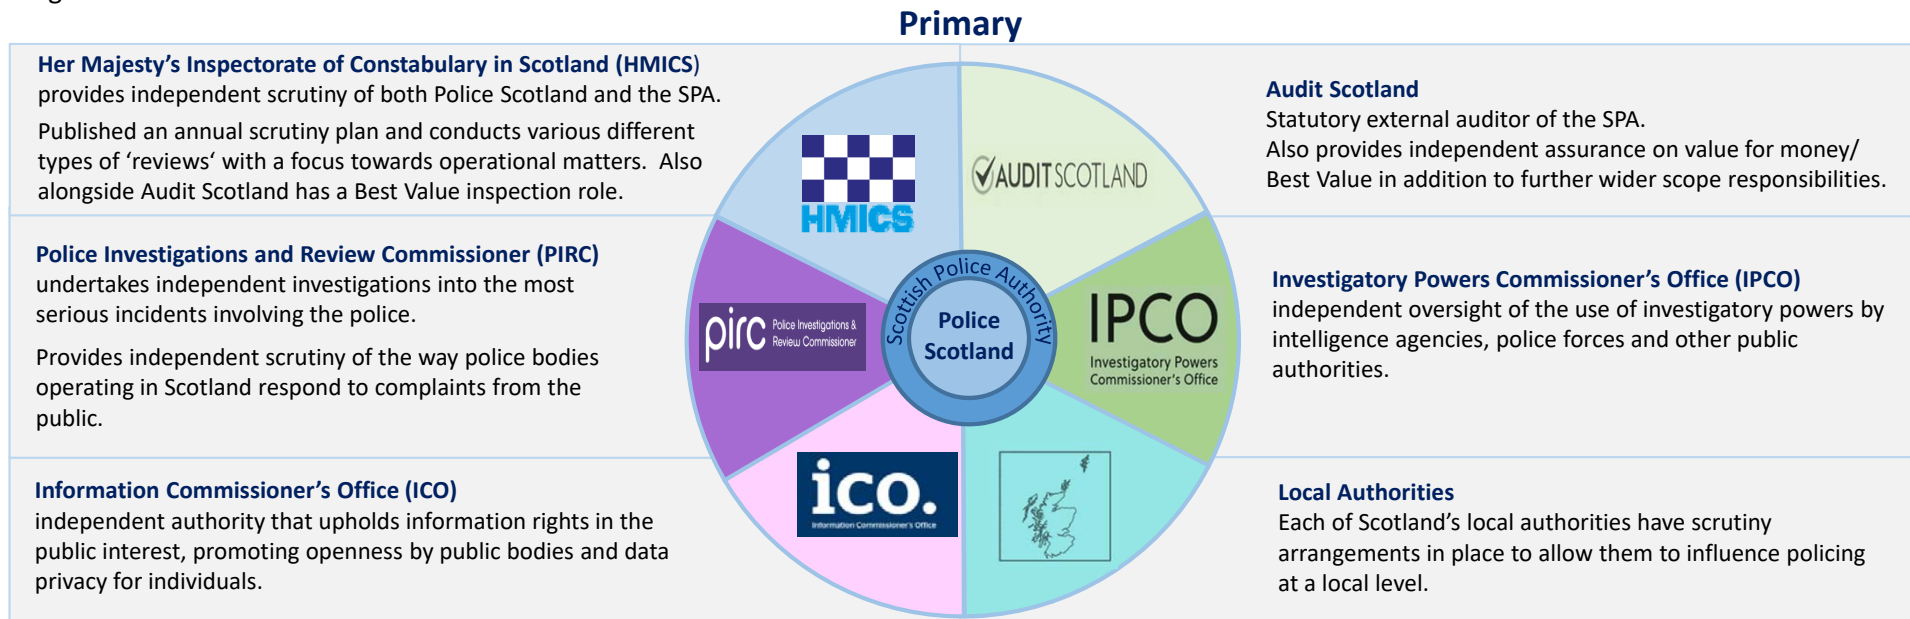 Primary
Her Majesty's Inspectorate of Constabulary in Scotland (HMICS)
provides independent scrutiny of both Police Scotland and the SPA.
Published an annual scrutiny plan and conducts various different
types of 'reviews' with a focus towards operational matters. Also
alongside Audit Scotland has a Best Value inspection role.
Police Investigations and Review Commissioner (PIRC)
undertakes independent investigations into the most
serious incidents involving the police.
Provides independent scrutiny of the way police bodies
operating in Scotland respond to complaints from the
public.
Information Commissioner's Office (ICO)
independent authority that upholds information rights in the
public interest, promoting openness by public bodies and data
privacy for individuals.
HMICS
AUDIT SCOTLAND
pirc Police Investigations &
Review Commissioner
Scottish Police Authority
Police
Scotland
IPCO
Investigatory Powers
Commissioner's Office
ico.
Information Commissioner's Office
Audit Scotland
Statutory external auditor of the SPA.
Also provides independent assurance on value for money/
Best Value in addition to further wider scope responsibilities.
Investigatory Powers Commissioner's Office (IPCO)
independent oversight of the use of investigatory powers by
intelligence agencies, police forces and other public
authorities.
Local Authorities
Each of Scotland's local authorities have scrutiny
arrangements in place to allow them to influence policing
at a local level.